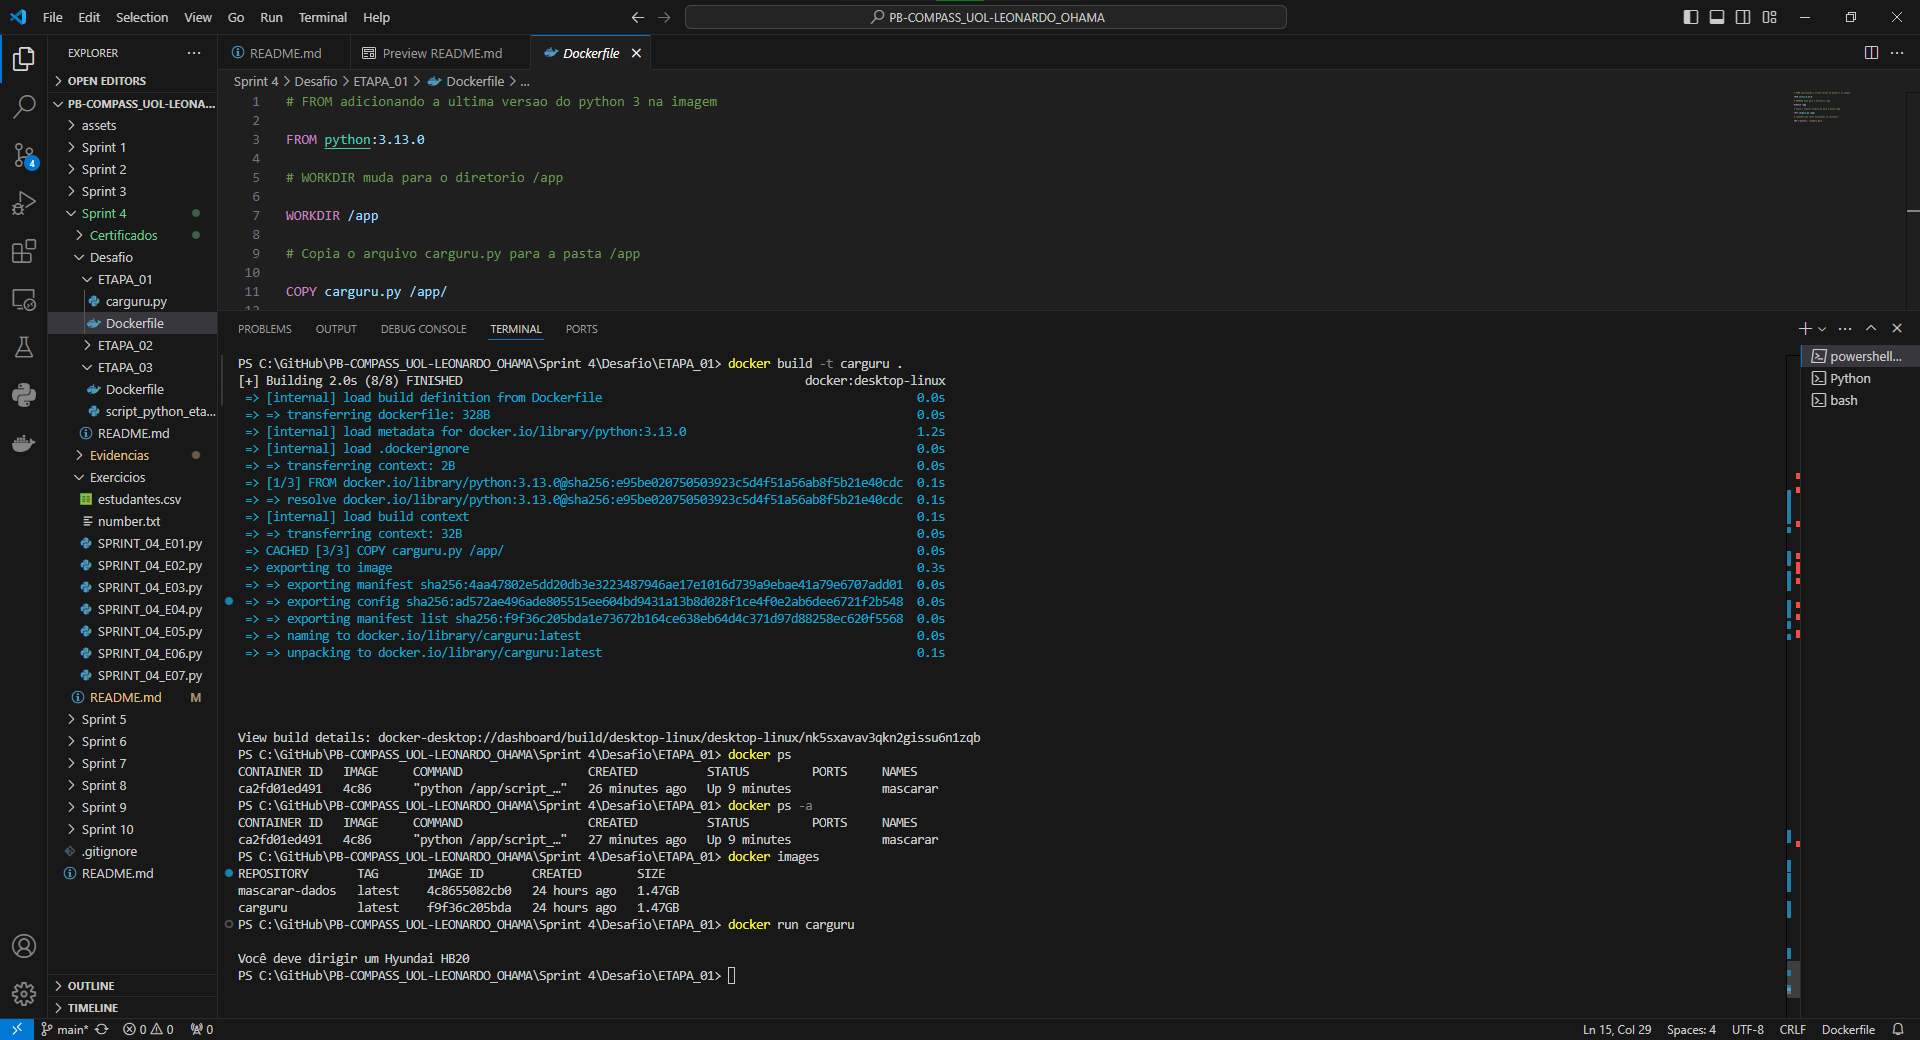 File Edit Selection View Go Run Terminal Help
PB-COMPASS_UOL-LEONARDO_OHAMA
EXPLORER
OPEN EDITORS
PB-COMPASS_UOL-LEONA...
assets
Sprint 1
Sprint 2
Sprint 3
Sprint 4
Certificados
Desafio
ETAPA_01
carguru.py
Dockerfile
ETAPA_02
ETAPA_03
Dockerfile
script_python_eta...
README.md
Evidencias
Exercicios
estudantes.csv
number.txt
SPRINT_04_E01.py
SPRINT_04_E02.py
SPRINT_04_E03.py
SPRINT_04_E04.py
SPRINT_04_E05.py
SPRINT_04_E06.py
SPRINT_04_E07.py
README.md M
Sprint 5
Sprint 6
Sprint 7
Sprint 8
Sprint 9
Sprint 10
.gitignore
README.md
OUTLINE
TIMELINE
4
README.md Preview README.md Dockerfile
Sprint 4 > Desafio > ETAPA_01 > Dockerfile > ...
1 # FROM adicionando a ultima versao do python 3 na imagem
2
3 FROM python:3.13.0
4
5 # WORKDIR muda para o diretorio /app
6
7 WORKDIR /app
8
9 # Copia o arquivo carguru.py para a pasta /app
10
11 COPY carguru.py /app/
12
PROBLEMS OUTPUT DEBUG CONSOLE TERMINAL PORTS
PS C:\GitHub\PB-COMPASS_UOL-LEONARDO_OHAMA\Sprint 4\Desafio\ETAPA_01> docker build -t carguru .
[+] Building 2.0s (8/8) FINISHED docker:desktop-linux
=> [internal] load build definition from Dockerfile 0.0s
=> => transferring dockerfile: 328B 0.0s
=> [internal] load metadata for docker.io/library/python:3.13.0 1.2s
=> [internal] load .dockerignore 0.0s
=> => transferring context: 2B 0.0s
=> [1/3] FROM docker.io/library/python:3.13.0@sha256:e95be020750503923c5d4f51a56ab8f5b21e40cdc 0.1s
=> => resolve docker.io/library/python:3.13.0@sha256:e95be020750503923c5d4f51a56ab8f5b21e40cdc 0.1s
=> [internal] load build context 0.1s
=> => transferring context: 32B 0.0s
=> CACHED [3/3] COPY carguru.py /app/ 0.0s
=> exporting to image 0.3s
=> => exporting manifest sha256:4aa47802e5dd20db3e3223487946ae17e1016d739a9ebae41a79e6707add01 0.0s
=> => exporting config sha256:ad572ae496ade805515ee604bd9431a13b8d028f1ce4f0e2ab6dee6721f2b548 0.0s
=> => exporting manifest list sha256:f9f36c205bda1e73672b164ce638eb64d4c371d97d88258ec620f5568 0.0s
=> => naming to docker.io/library/carguru:latest 0.0s
=> => unpacking to docker.io/library/carguru:latest 0.1s
View build details: docker-desktop://dashboard/build/desktop-linux/desktop-linux/nk5sxavav3qkn2gissu6n1zqb
PS C:\GitHub\PB-COMPASS_UOL-LEONARDO_OHAMA\Sprint 4\Desafio\ETAPA_01> docker ps
CONTAINER ID IMAGE COMMAND CREATED STATUS PORTS NAMES
ca2fd01ed491 4c86 "python /app/script_…" 26 minutes ago Up 9 minutes mascarar
PS C:\GitHub\PB-COMPASS_UOL-LEONARDO_OHAMA\Sprint 4\Desafio\ETAPA_01> docker ps -a
CONTAINER ID IMAGE COMMAND CREATED STATUS PORTS NAMES
ca2fd01ed491 4c86 "python /app/script_…" 27 minutes ago Up 9 minutes mascarar
PS C:\GitHub\PB-COMPASS_UOL-LEONARDO_OHAMA\Sprint 4\Desafio\ETAPA_01> docker images
REPOSITORY TAG IMAGE ID CREATED SIZE
mascarar-dados latest 4c8655082cb0 24 hours ago 1.47GB
carguru latest f9f36c205bda 24 hours ago 1.47GB
PS C:\GitHub\PB-COMPASS_UOL-LEONARDO_OHAMA\Sprint 4\Desafio\ETAPA_01> docker run carguru
Você deve dirigir um Hyundai HB20
PS C:\GitHub\PB-COMPASS_UOL-LEONARDO_OHAMA\Sprint 4\Desafio\ETAPA_01>
powershell...
Python
bash
main* 0 0 0
Ln 15, Col 29 Spaces: 4 UTF-8 CRLF Dockerfile